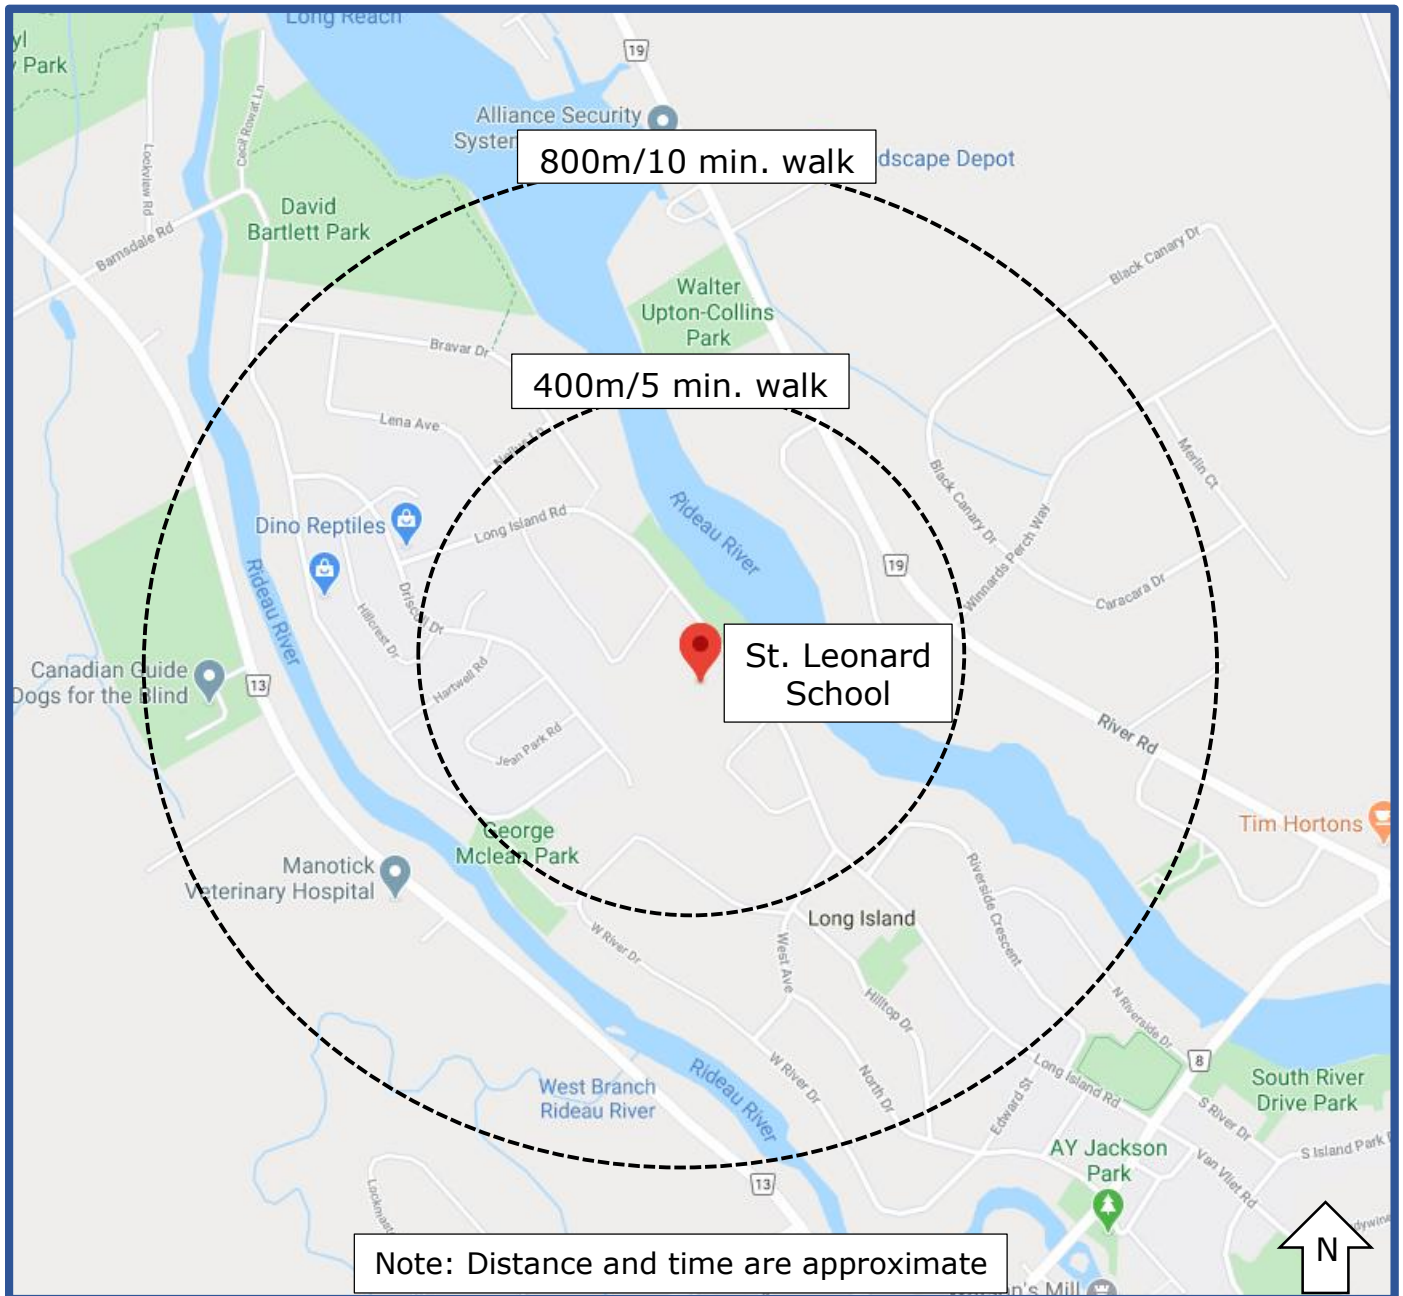 Long Reach
yl
Park
19
Alliance Security
System
800m/10 min. walk
dscape Depot
Cecil Rowat Ln
Lockview Rd
David
Bartlett Park
Barnsdale Rd
Black Canary Dr
Walter
Upton-Collins
Park
Bravar Dr
400m/5 min. walk
Lena Ave
Nellys Ln
Merlin Ct
Black Canary Dr
Rideau River
Long Island Rd
Dino Reptiles
Winnards Perch Way
19
Caracara Dr
Rideau River
Driscoll Dr
Hillcrest Dr
St. Leonard
School
Hartwell Rd
Canadian Guide
Dogs for the Blind
13
River Rd
Jean Park Rd
George
Mclean Park
Tim Hortons
Manotick
Veterinary Hospital
Riverside Crescent
Long Island
W River Dr
West Ave
Hilltop Dr
N Riverside Dr
8
W River Dr
North Dr
Rideau River
Long Island Rd
Edward St
West Branch
Rideau River
South River
Drive Park
S River Dr
S Island Park
AY Jackson
Park
Van Vliet Rd
13
Lockmast
dywine
N
Note: Distance and time are approximate
n's Mill